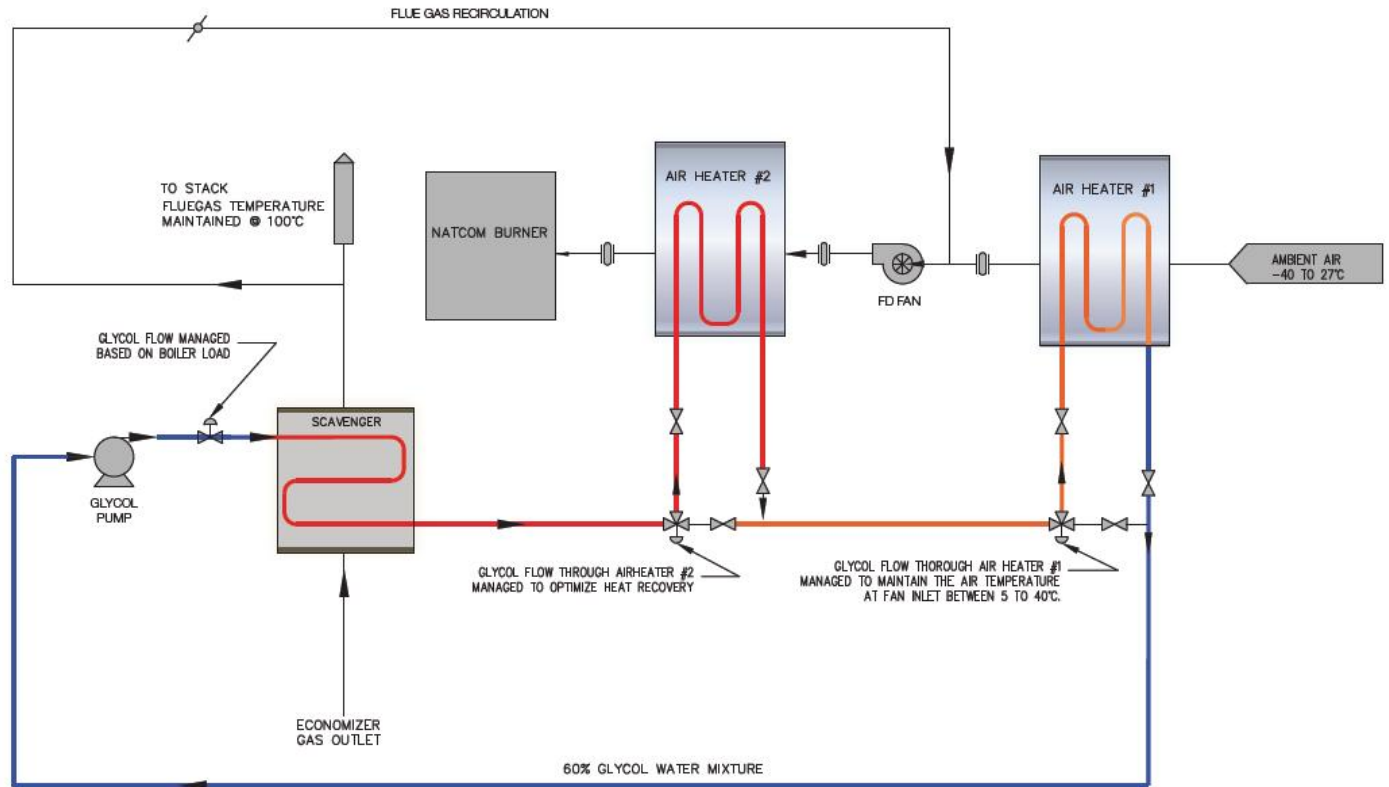 FLUE GAS RECIRCULATION
TO STACK
FLUEGAS TEMPERATURE
MAINTAINED @ 100°C
NATCOM BURNER
AIR HEATER #2
AIR HEATER #1
AMBIENT AIR
-40 TO 27°C
FD FAN
GLYCOL FLOW MANAGED
BASED ON BOILER LOAD
SCAVENGER
GLYCOL
PUMP
GLYCOL FLOW THROUGH AIRHEATER #2
MANAGED TO OPTIMIZE HEAT RECOVERY
GLYCOL FLOW THOROUGH AIR HEATER #1
MANAGED TO MAINTAIN THE AIR TEMPERATURE
AT FAN INLET BETWEEN 5 TO 40°C.
ECONOMIZER
GAS OUTLET
60% GLYCOL WATER MIXTURE